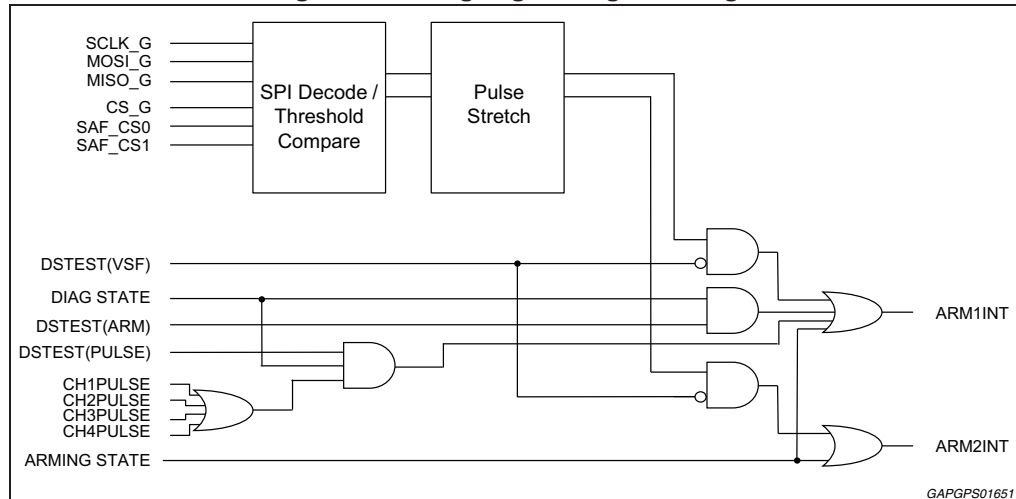 SCLK_G
MOSI_G
MISO_G
CS_G
SAF_CS0
SAF_CS1
SPI Decode /
Threshold
Compare
Pulse
Stretch
DSTEST(VSF)
DIAG STATE
DSTEST(ARM)
DSTEST(PULSE)
CH1PULSE
CH2PULSE
CH3PULSE
CH4PULSE
ARMING STATE
ARM1INT
ARM2INT
GAPGPS01651